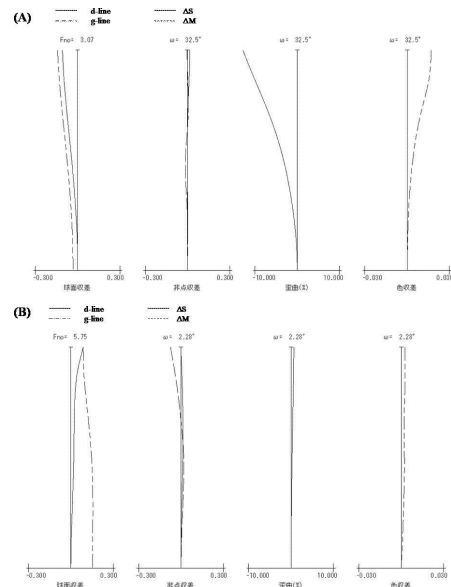 (A)
d-line ΔS
g-line ΔM
Fno= 3.07 ω= 32.5° ω= 32.5° ω= 32.5°
-0.300 0.300 -0.300 0.300 -10.000 10.000 -0.030 0.030
球面収差 非点収差 歪曲(%) 色収差
(B)
d-line ΔS
g-line ΔM
Fno= 5.75 ω= 2.28° ω= 2.28° ω= 2.28°
-0.300 0.300 -0.300 0.300 -10.000 10.000 -0.030 0.030
球面収差 非点収差 歪曲(%) 色収差